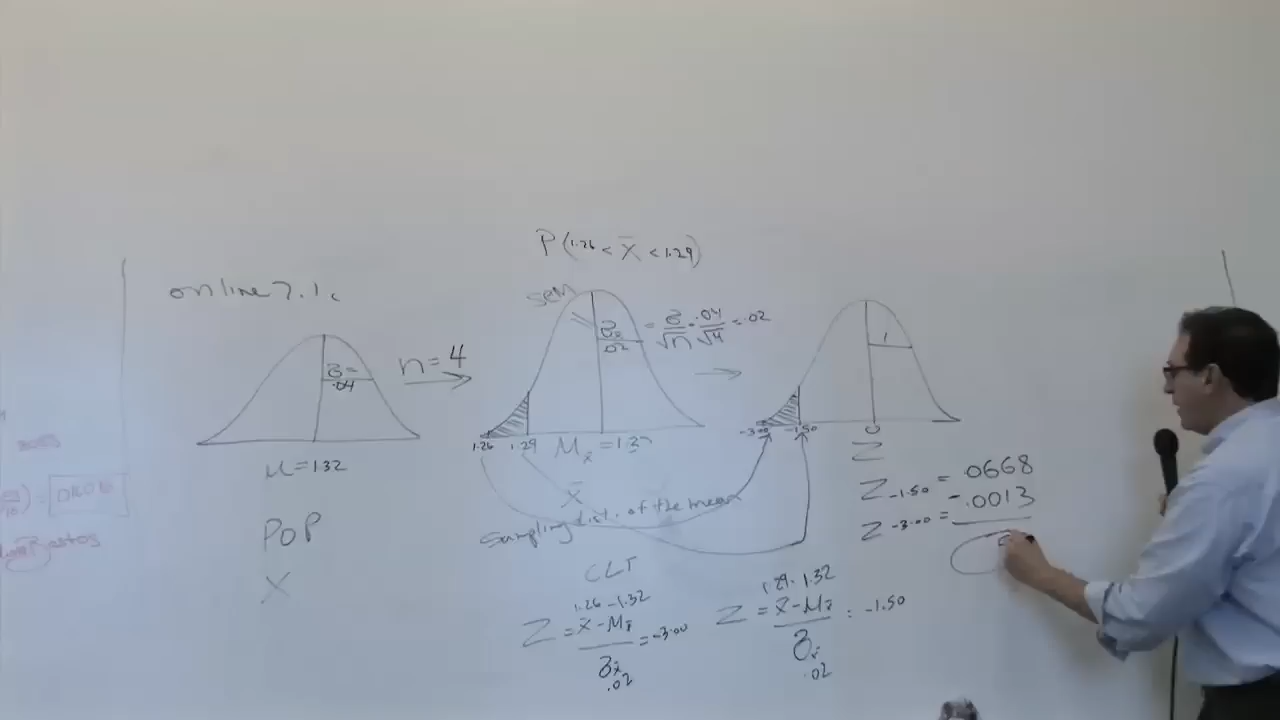 P(1.26 < x̄ < 1.29)
online 7.1c
SEM
σ=
.04
n=4
σx̄
.02
= σ/√n = .04/√4 = .02
1
μ=1.32
POP
X
1.26 1.29 Mx̄ = 1.32
x̄
Sampling dist. of the mean
CLT
-3.00 -1.50 0
Z
Z-1.50 = .0668
Z-3.00 = -.0013
1.26 - 1.32
Z = x̄ - Mx̄ = -3.00
σx̄
.02
1.29 - 1.32
Z = x̄ - Mx̄ = -1.50
σx̄
.02